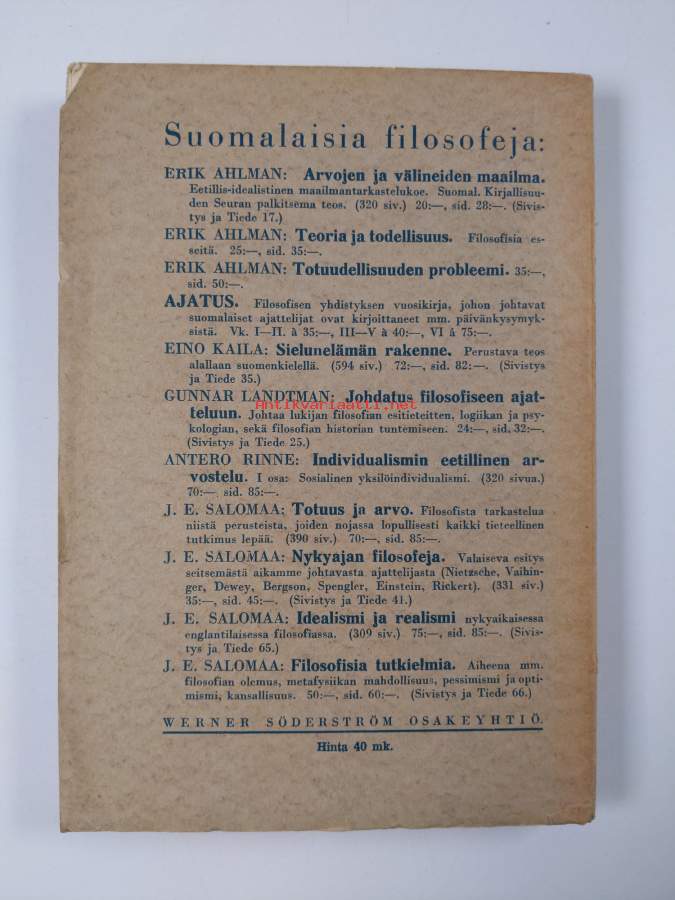 Suomalaisia filosofeja:
ERIK AHLMAN: Arvojen ja välineiden maailma.
Eetillis-idealistinen maailmantarkastelukoe. Suomal. Kirjallisuu-
den Seuran palkitsema teos. (320 siv.) 20:—, sid. 28:—. (Sivis-
tys ja Tiede 17.)
ERIK AHLMAN: Teoria ja todellisuus. Filosofisia es-
seitä. 25:—, sid. 35:—.
ERIK AHLMAN: Totuudellisuuden probleemi. 35:—,
sid. 50:—.
AJATUS. Filosofisen yhdistyksen vuosikirja, johon johtavat
suomalaiset ajattelijat ovat kirjoittaneet mm. päivänkysymyk-
sistä. Vk. I—II. à 35:—, III—V à 40:—, VI à 75:—.
EINO KAILA: Sielunelämän rakenne. Perustava teos
alallaan suomenkielellä. (594 siv.) 72:—, sid. 82:—. (Sivistys
ja Tiede 35.)
GUNNAR LANDTMAN: Johdatus filosofiseen ajat-
Antikvariaatti.net
teluun. Johtaa lukijan filosofian esitieteitten, logiikan ja psy-
kologian, sekä filosofian historian tuntemiseen. 24:—, sid. 32:—.
(Sivistys ja Tiede 25.)
ANTERO RINNE: Individualismin eetillinen ar-
vostelu. I osa: Sosialinen yksilöindividualismi. (320 sivua.)
70:— sid. 85:—.
J. E. SALOMAA: Totuus ja arvo. Filosofista tarkastelua
niistä perusteista, joiden nojassa lopullisesti kaikki tieteellinen
tutkimus lepää. (390 siv.) 70:—, sid. 85:—.
J. E. SALOMAA: Nykyajan filosofeja. Valaiseva esitys
seitsemästä aikamme johtavasta ajattelijasta (Nietzsche, Vaihin-
ger, Dewey, Bergson, Spengler, Einstein, Rickert). (331 siv.)
35:—, sid. 45:—. (Sivistys ja Tiede 41.)
J. E. SALOMAA: Idealismi ja realismi nykyaikaisessa
englantilaisessa filosofiassa. (309 siv.) 75:—, sid. 85:—. (Sivis-
tys ja Tiede 65.)
J. E. SALOMAA: Filosofisia tutkielmia. Aiheena mm.
filosofian olemus, metafysiikan mahdollisuus, pessimismi ja opti-
mismi, kansallisuus. 50:—, sid. 60:—. (Sivistys ja Tiede 66.)
WERNER SÖDERSTRÖM OSAKEYHTIÖ.
Hinta 40 mk.